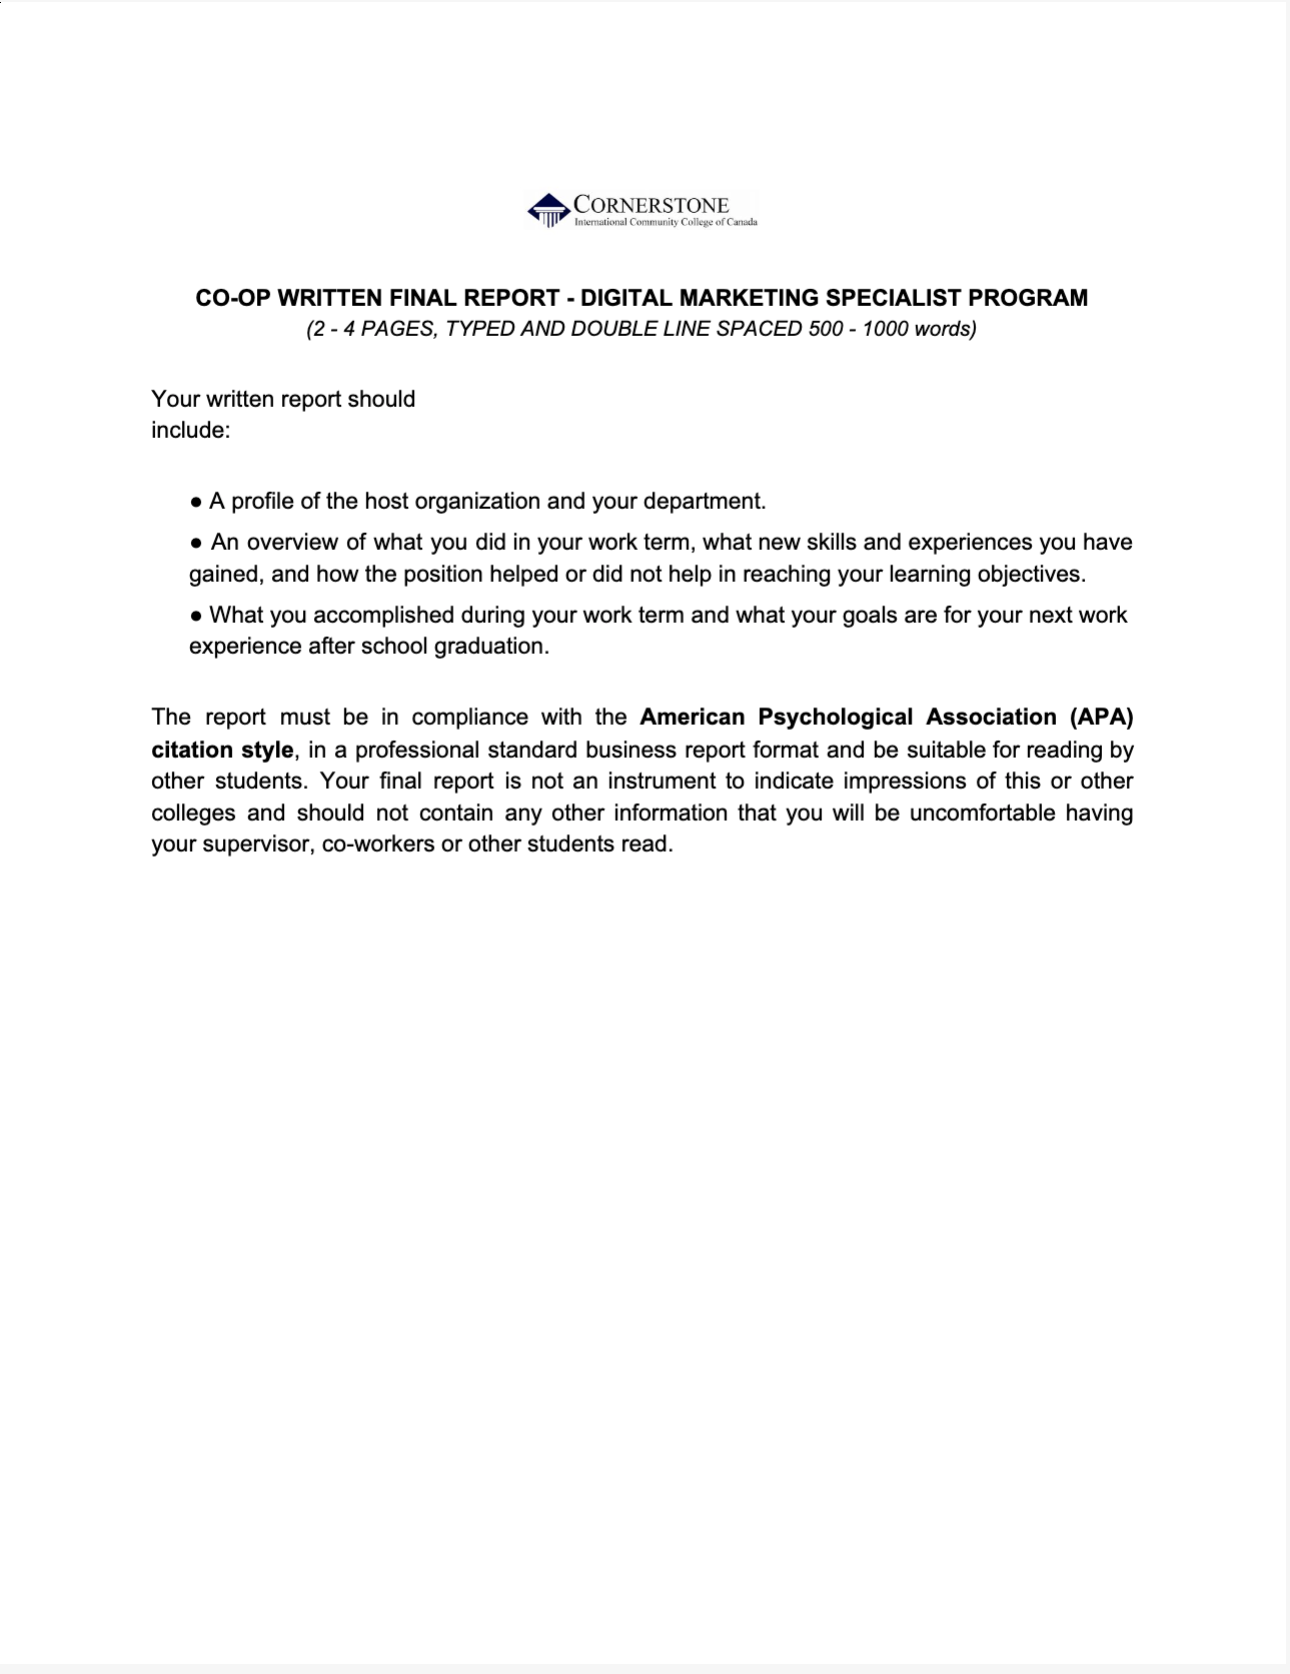 CORNERSTONE
International Community College of Canada
CO-OP WRITTEN FINAL REPORT - DIGITAL MARKETING SPECIALIST PROGRAM
(2 - 4 PAGES, TYPED AND DOUBLE LINE SPACED 500 - 1000 words)
Your written report should
include:
● A profile of the host organization and your department.
● An overview of what you did in your work term, what new skills and experiences you have
gained, and how the position helped or did not help in reaching your learning objectives.
● What you accomplished during your work term and what your goals are for your next work
experience after school graduation.
The report must be in compliance with the American Psychological Association (APA)
citation style, in a professional standard business report format and be suitable for reading by
other students. Your final report is not an instrument to indicate impressions of this or other
colleges and should not contain any other information that you will be uncomfortable having
your supervisor, co-workers or other students read.